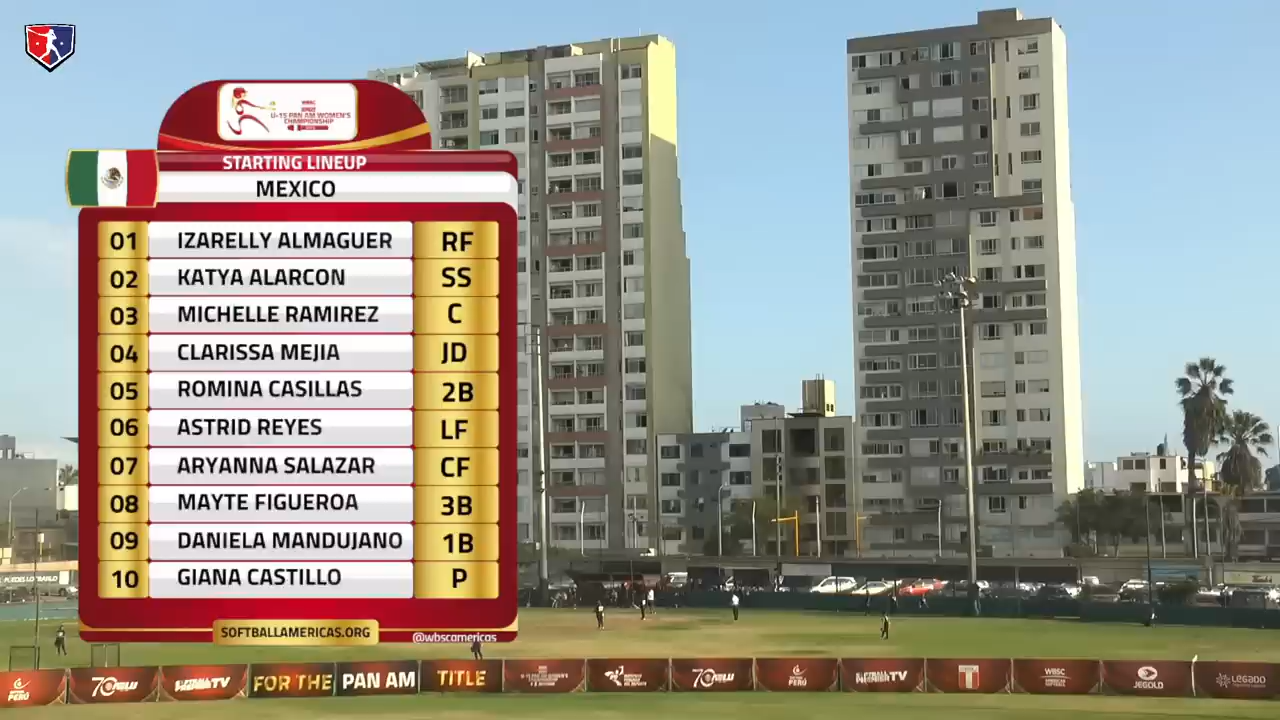 WBSC
U-15 PAN AM WOMEN'S
CHAMPIONSHIP
STARTING LINEUP
MEXICO
01 IZARELLY ALMAGUER RF
02 KATYA ALARCON SS
03 MICHELLE RAMIREZ C
04 CLARISSA MEJIA JD
05 ROMINA CASILLAS 2B
06 ASTRID REYES LF
07 ARYANNA SALAZAR CF
08 MAYTE FIGUEROA 3B
09 DANIELA MANDUJANO 1B
10 GIANA CASTILLO P
SOFTBALLAMERICAS.ORG
@wbscamericas
PERÚ
FOR THE PAN AM TITLE
PERÚ
WBSC
JEGOLD
LEGADO